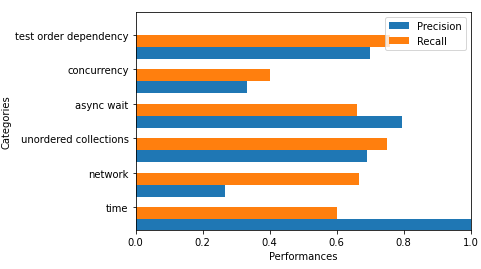 Precision
Recall
test order dependency
concurrency
async wait
unordered collections
network
time
Categories
0.0 0.2 0.4 0.6 0.8 1.0
Performances